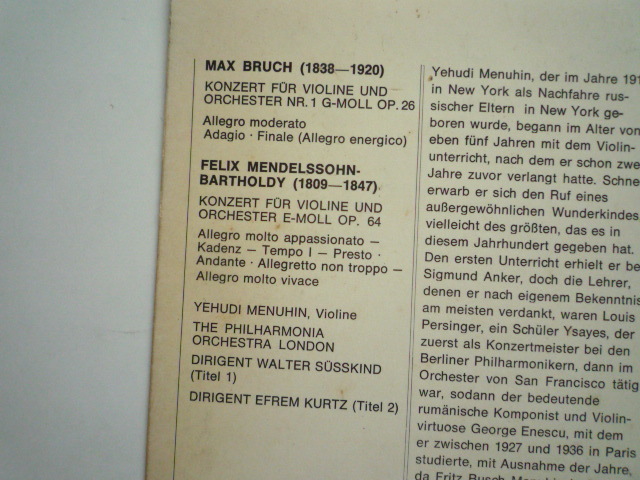 MAX BRUCH (1838—1920)
KONZERT FÜR VIOLINE UND
ORCHESTER NR. 1 G-MOLL OP. 26
Allegro moderato
Adagio · Finale (Allegro energico)
FELIX MENDELSSOHN-
BARTHOLDY (1809—1847)
KONZERT FÜR VIOLINE UND
ORCHESTER E-MOLL OP. 64
Allegro molto appassionato —
Kadenz — Tempo I — Presto ·
Andante · Allegretto non troppo —
Allegro molto vivace
YEHUDI MENUHIN, Violine
THE PHILHARMONIA
ORCHESTRA LONDON
DIRIGENT WALTER SÜSSKIND
(Titel 1)
DIRIGENT EFREM KURTZ (Titel 2)
Yehudi Menuhin, der im Jahre 191
in New York als Nachfahre rus-
sischer Eltern in New York ge-
boren wurde, begann im Alter von
eben fünf Jahren mit dem Violin-
unterricht, nach dem er schon zwe
Jahre zuvor verlangt hatte. Schne
erwarb er sich den Ruf eines
außergewöhnlichen Wunderkindes
vielleicht des größten, das es in
diesem Jahrhundert gegeben hat.
Den ersten Unterricht erhielt er be
Sigmund Anker, doch die Lehrer,
denen er nach eigenem Bekenntnis
am meisten verdankt, waren Louis
Persinger, ein Schüler Ysayes, der
zuerst als Konzertmeister bei den
Berliner Philharmonikern, dann im
Orchester von San Francisco tätig
war, sodann der bedeutende
rumänische Komponist und Violin-
virtuose George Enescu, mit dem
er zwischen 1927 und 1936 in Paris
studierte, mit Ausnahme der Jahre,
da Fritz Busch